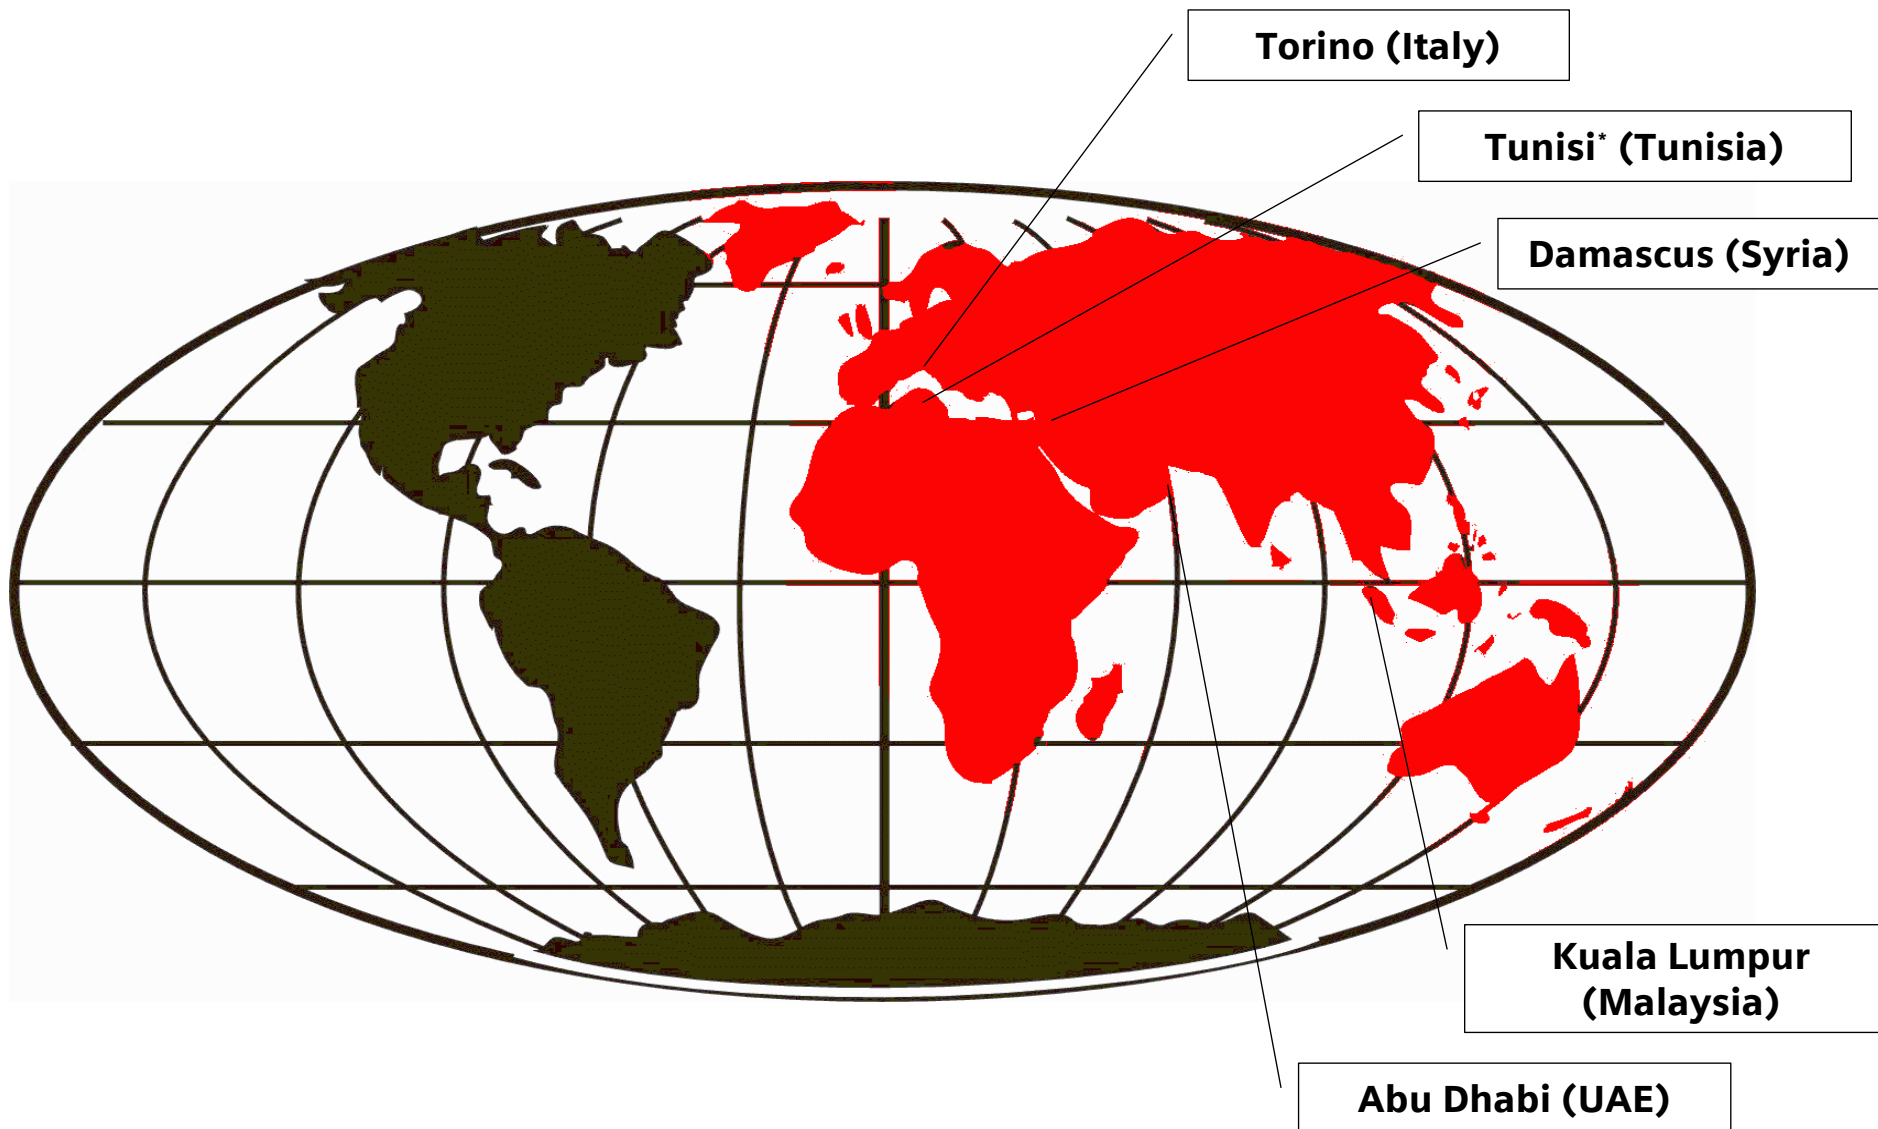 Torino (Italy)
Tunisi* (Tunisia)
Damascus (Syria)
Kuala Lumpur
(Malaysia)
Abu Dhabi (UAE)